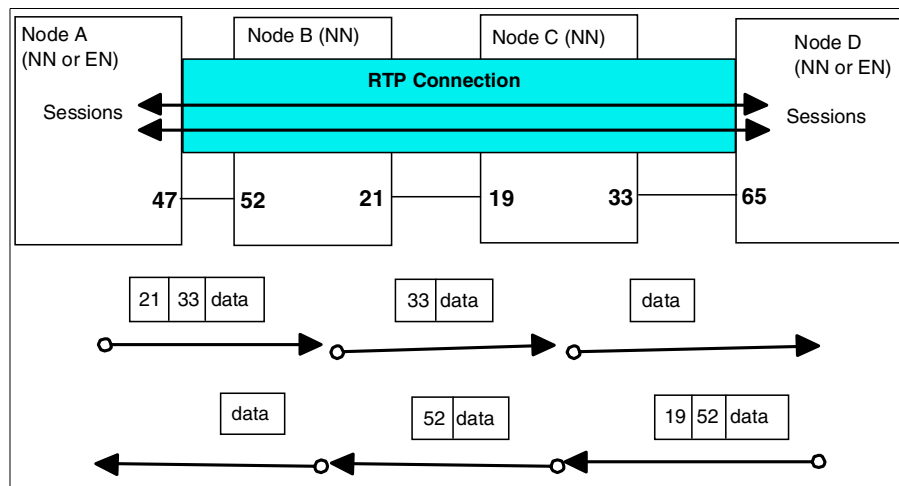 Node A
(NN or EN)
Node B (NN)
Node C (NN)
Node D
(NN or EN)
RTP Connection
Sessions
Sessions
47 52 21 19 33 65
21 33 data
33 data
data
data
52 data
19 52 data